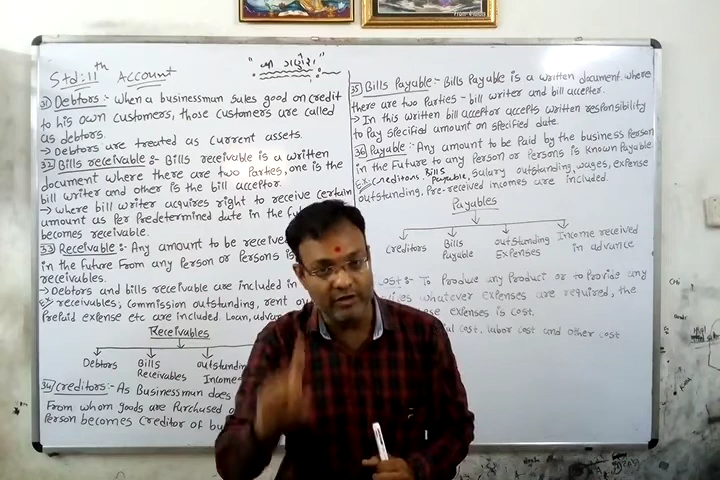 From vivids
" श्री गणेशाय "
Std:11th Account
31) Debtors:- When a businessman sales good on credit
to his own customers, those customers are called
as debtors.
→ Debtors are treated as current assets.
32) Bills receivable:- Bills receivable is a written
document where there are two Parties, one is the
bill writer and other is the bill acceptor.
→ where bill writer acquires right to receive certain
amount as Per Predetermined date in the
becomes receivable.
33) Receivable:- Any amount to be
in the future From any Person or Persons is
receivables.
→ Debtors and bills receivable are included in
Ex receivables; Commission outstanding, rent
Prepaid expense etc are included. Loan,
Receivables
Debtors Bills Receivables outstanding Income
34) Creditors:- As Businessman does
From whom goods are Purchased
Person becomes Creditor of
35) Bills Payable:- Bills Payable is a written document where
there are two Parties - bill writer and bill acceptor.
→ In this written bill acceptor accepts written responsibility
to Pay specified amount on specified date.
36) Payable:- Any amount to be Paid by the business Person
in the Future to any Person or Persons is known Payable
Ex Creditors, Bills Payable, Salary outstanding, wages, expense
outstanding. Pre-received incomes are included.
Payables
Creditors Bills Payable outstanding Expenses Income received in advance
Cost:- To Produce any Product or to Provide any
whatever expenses are required, the
expenses is cost.
cost, labor cost and other cost